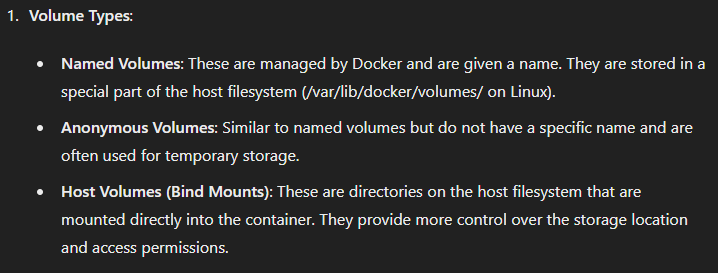 1. Volume Types:
• Named Volumes: These are managed by Docker and are given a name. They are stored in a
special part of the host filesystem (/var/lib/docker/volumes/ on Linux).
• Anonymous Volumes: Similar to named volumes but do not have a specific name and are
often used for temporary storage.
• Host Volumes (Bind Mounts): These are directories on the host filesystem that are
mounted directly into the container. They provide more control over the storage location
and access permissions.